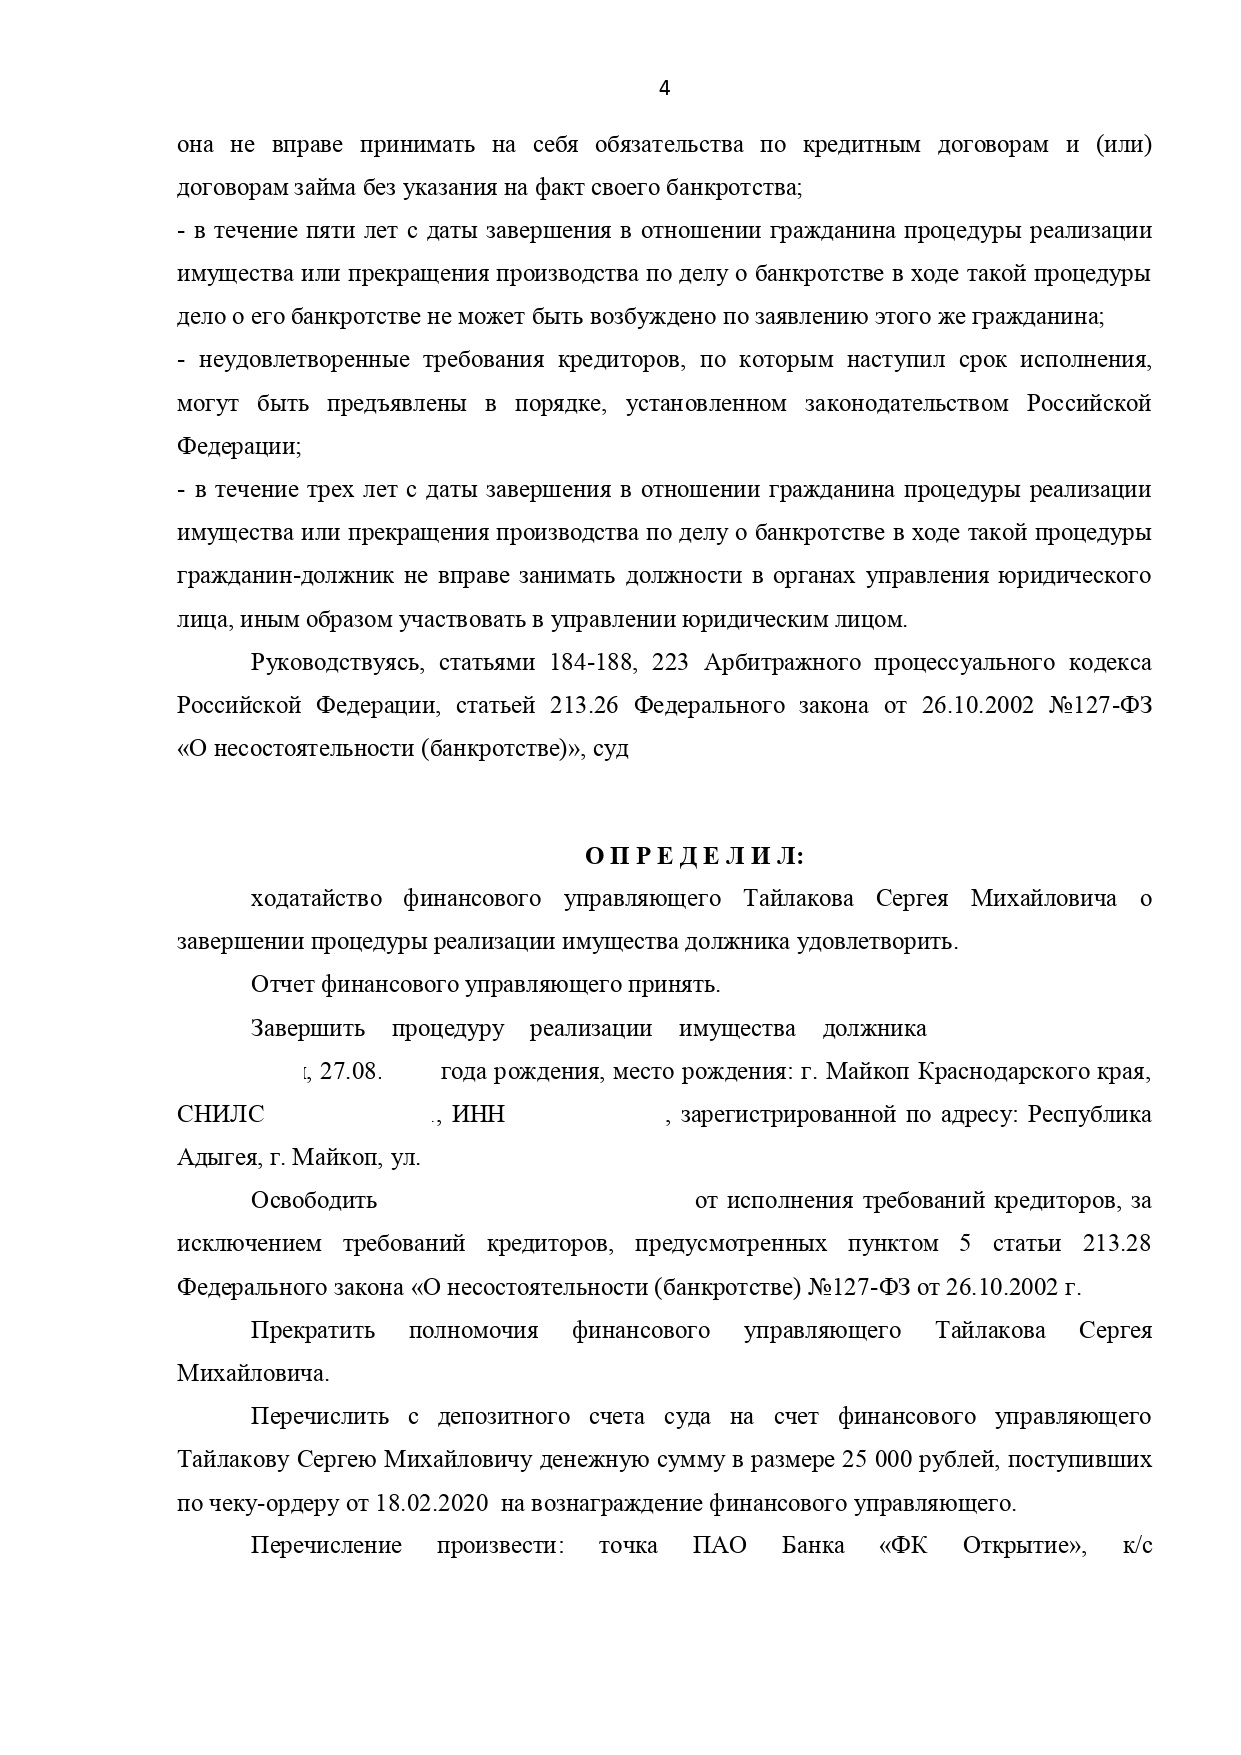 4
она не вправе принимать на себя обязательства по кредитным договорам и (или)
договорам займа без указания на факт своего банкротства;
- в течение пяти лет с даты завершения в отношении гражданина процедуры реализации
имущества или прекращения производства по делу о банкротстве в ходе такой процедуры
дело о его банкротстве не может быть возбуждено по заявлению этого же гражданина;
- неудовлетворенные требования кредиторов, по которым наступил срок исполнения,
могут быть предъявлены в порядке, установленном законодательством Российской
Федерации;
- в течение трех лет с даты завершения в отношении гражданина процедуры реализации
имущества или прекращения производства по делу о банкротстве в ходе такой процедуры
гражданин-должник не вправе занимать должности в органах управления юридического
лица, иным образом участвовать в управлении юридическим лицом.
Руководствуясь, статьями 184-188, 223 Арбитражного процессуального кодекса
Российской Федерации, статьей 213.26 Федерального закона от 26.10.2002 №127-ФЗ
«О несостоятельности (банкротстве)», суд
О П Р Е Д Е Л И Л:
ходатайство финансового управляющего Тайлакова Сергея Михайловича о
завершении процедуры реализации имущества должника удовлетворить.
Отчет финансового управляющего принять.
Завершить процедуру реализации имущества должника
, 27.08. года рождения, место рождения: г. Майкоп Краснодарского края,
СНИЛС , ИНН , зарегистрированной по адресу: Республика
Адыгея, г. Майкоп, ул.
Освободить от исполнения требований кредиторов, за
исключением требований кредиторов, предусмотренных пунктом 5 статьи 213.28
Федерального закона «О несостоятельности (банкротстве) №127-ФЗ от 26.10.2002 г.
Прекратить полномочия финансового управляющего Тайлакова Сергея
Михайловича.
Перечислить с депозитного счета суда на счет финансового управляющего
Тайлакову Сергею Михайловичу денежную сумму в размере 25 000 рублей, поступивших
по чеку-ордеру от 18.02.2020 на вознаграждение финансового управляющего.
Перечисление произвести: точка ПАО Банка «ФК Открытие», к/с